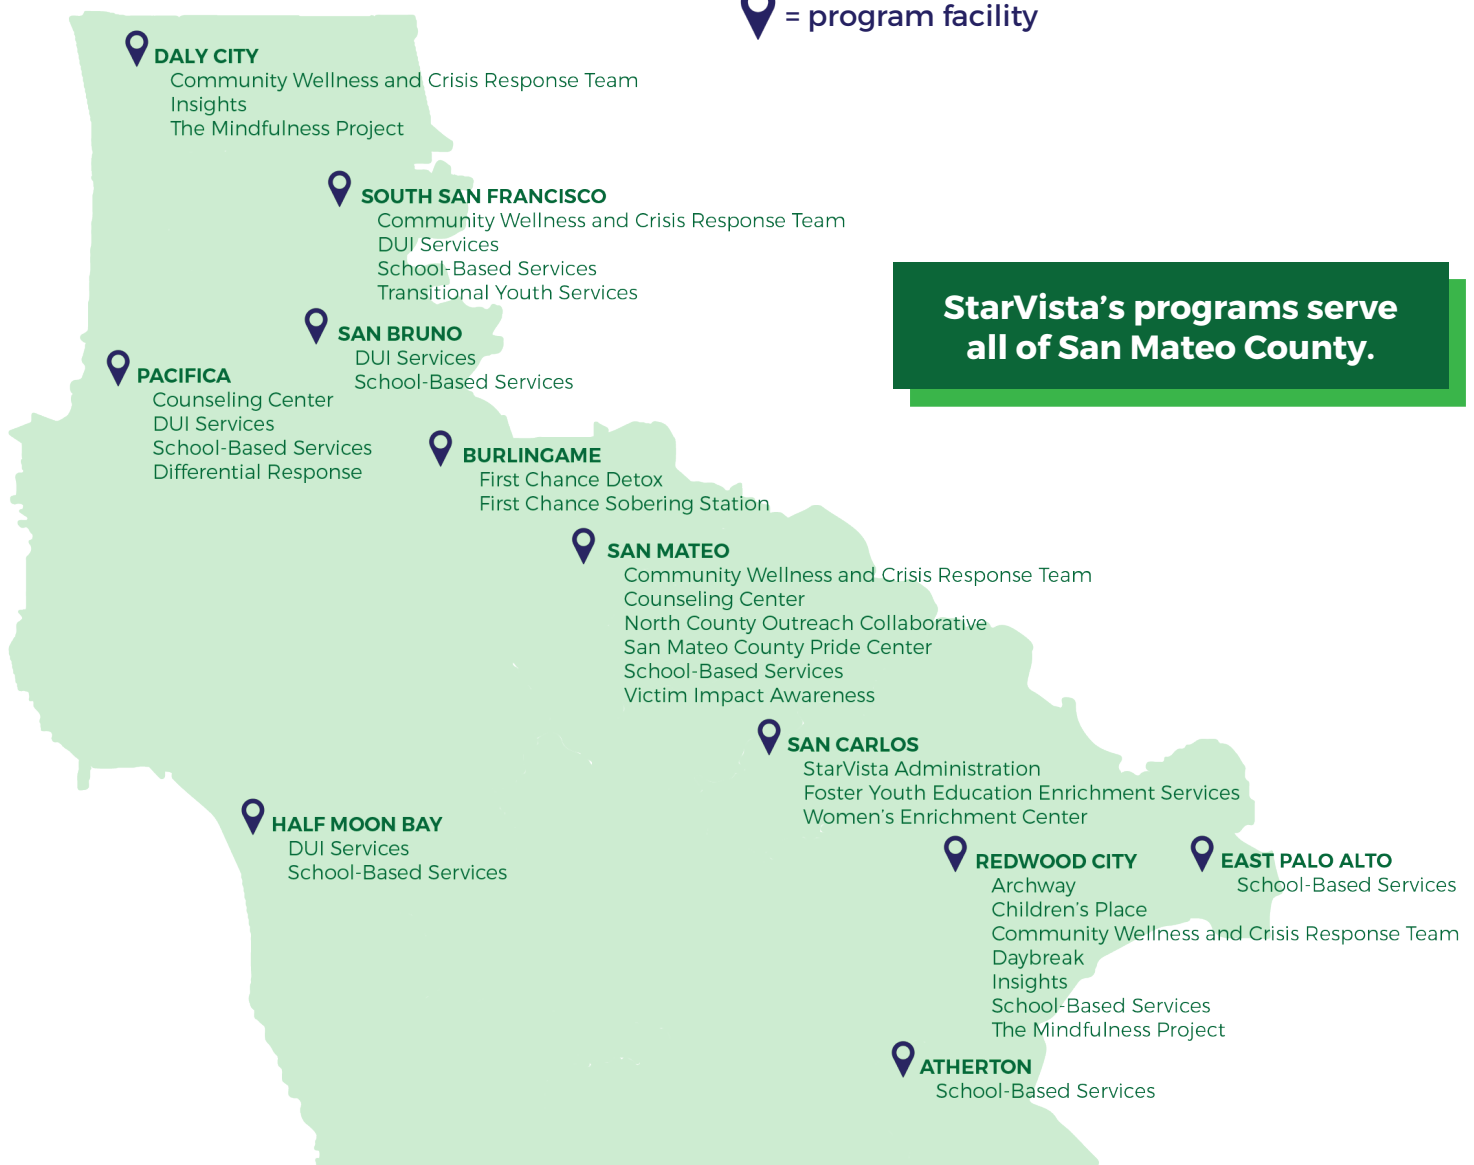 = program facility
DALY CITY
Community Wellness and Crisis Response Team
Insights
The Mindfulness Project
SOUTH SAN FRANCISCO
Community Wellness and Crisis Response Team
DUI Services
School-Based Services
Transitional Youth Services
StarVista’s programs serve
all of San Mateo County.
SAN BRUNO
DUI Services
School-Based Services
PACIFICA
Counseling Center
DUI Services
School-Based Services
Differential Response
BURLINGAME
First Chance Detox
First Chance Sobering Station
SAN MATEO
Community Wellness and Crisis Response Team
Counseling Center
North County Outreach Collaborative
San Mateo County Pride Center
School-Based Services
Victim Impact Awareness
SAN CARLOS
StarVista Administration
Foster Youth Education Enrichment Services
Women’s Enrichment Center
HALF MOON BAY
DUI Services
School-Based Services
REDWOOD CITY
Archway
Children’s Place
Community Wellness and Crisis Response Team
Daybreak
Insights
School-Based Services
The Mindfulness Project
EAST PALO ALTO
School-Based Services
ATHERTON
School-Based Services